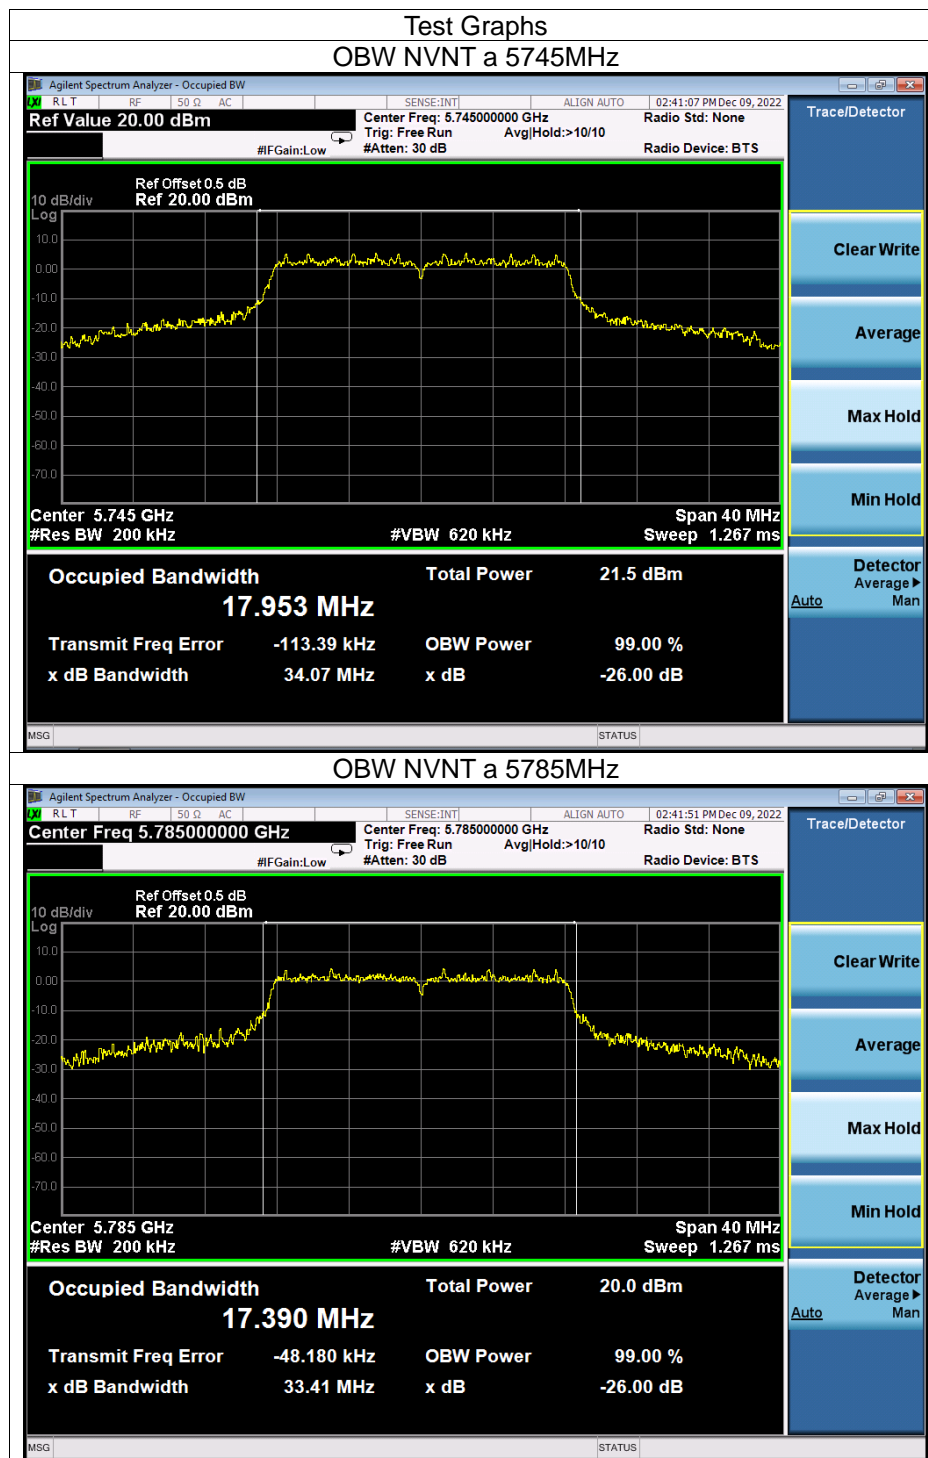 Test Graphs
OBW NVNT a 5745MHz
Agilent Spectrum Analyzer - Occupied BW
LXI RLT RF 50 Ω AC SENSE:INT ALIGN AUTO 02:41:07 PM Dec 09, 2022
Ref Value 20.00 dBm
Center Freq: 5.745000000 GHz
Radio Std: None
Trig: Free Run Avg|Hold:>10/10
#IFGain:Low
#Atten: 30 dB
Radio Device: BTS
Trace/Detector
Ref Offset 0.5 dB
10 dB/div Ref 20.00 dBm
Log
10.0
0.00
-10.0
-20.0
-30.0
-40.0
-50.0
-60.0
-70.0
Center 5.745 GHz Span 40 MHz
#Res BW 200 kHz #VBW 620 kHz Sweep 1.267 ms
Occupied Bandwidth Total Power 21.5 dBm
17.953 MHz
Transmit Freq Error -113.39 kHz OBW Power 99.00 %
x dB Bandwidth 34.07 MHz x dB -26.00 dB
Clear Write
Average
Max Hold
Min Hold
Detector
Average▶
Auto Man
MSG STATUS
OBW NVNT a 5785MHz
Agilent Spectrum Analyzer - Occupied BW
LXI RLT RF 50 Ω AC SENSE:INT ALIGN AUTO 02:41:51 PM Dec 09, 2022
Center Freq 5.785000000 GHz
Center Freq: 5.785000000 GHz
Radio Std: None
Trig: Free Run Avg|Hold:>10/10
#IFGain:Low
#Atten: 30 dB
Radio Device: BTS
Trace/Detector
Ref Offset 0.5 dB
10 dB/div Ref 20.00 dBm
Log
10.0
0.00
-10.0
-20.0
-30.0
-40.0
-50.0
-60.0
-70.0
Center 5.785 GHz Span 40 MHz
#Res BW 200 kHz #VBW 620 kHz Sweep 1.267 ms
Occupied Bandwidth Total Power 20.0 dBm
17.390 MHz
Transmit Freq Error -48.180 kHz OBW Power 99.00 %
x dB Bandwidth 33.41 MHz x dB -26.00 dB
Clear Write
Average
Max Hold
Min Hold
Detector
Average▶
Auto Man
MSG STATUS